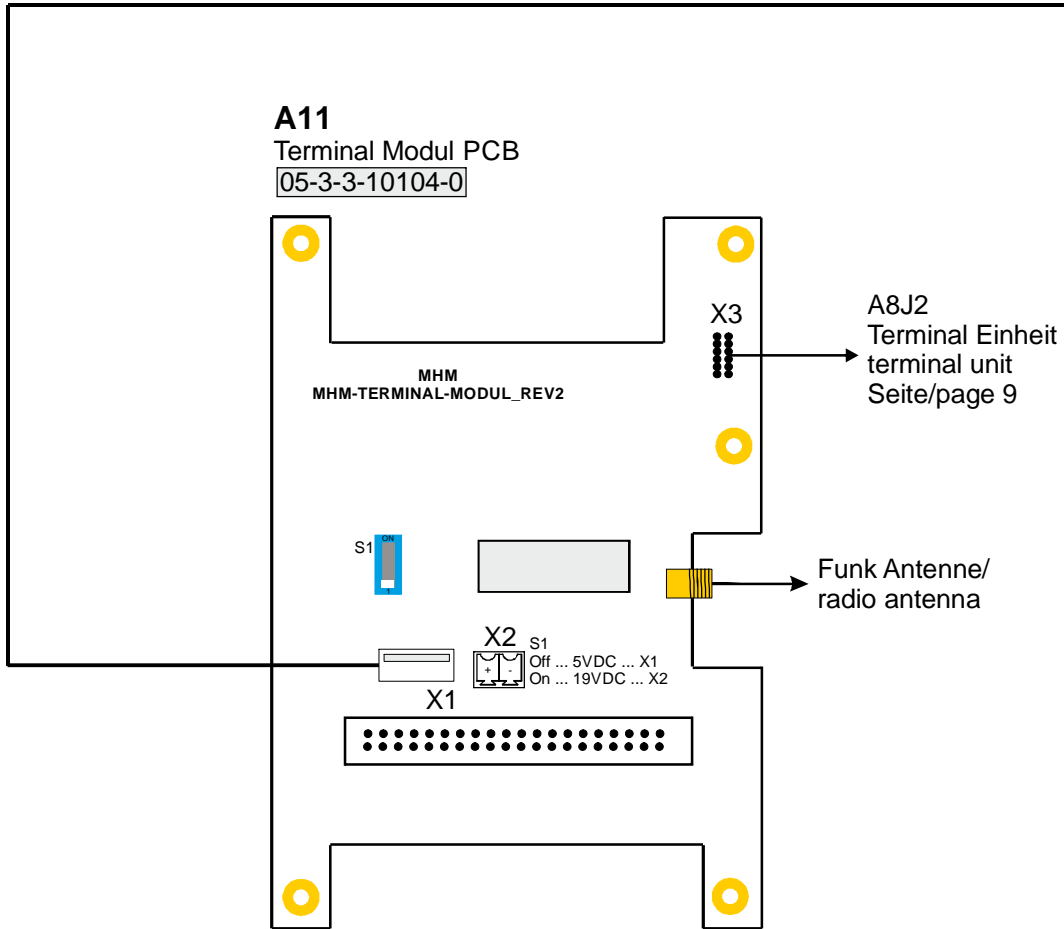 A11
Terminal Modul PCB
05-3-3-10104-0
X3
A8J2
Terminal Einheit
terminal unit
Seite/page 9
MHM
MHM-TERMINAL-MODUL_REV2
S1
ON
1
Funk Antenne/
radio antenna
X2
+ -
S1
Off ... 5VDC ... X1
On ... 19VDC ... X2
X1